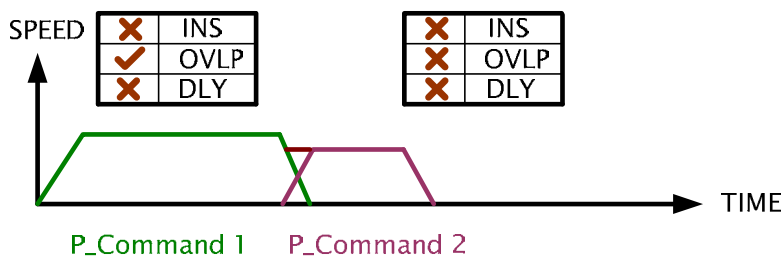 SPEED
INS
OVLP
DLY
INS
OVLP
DLY
TIME
P_Command 1
P_Command 2